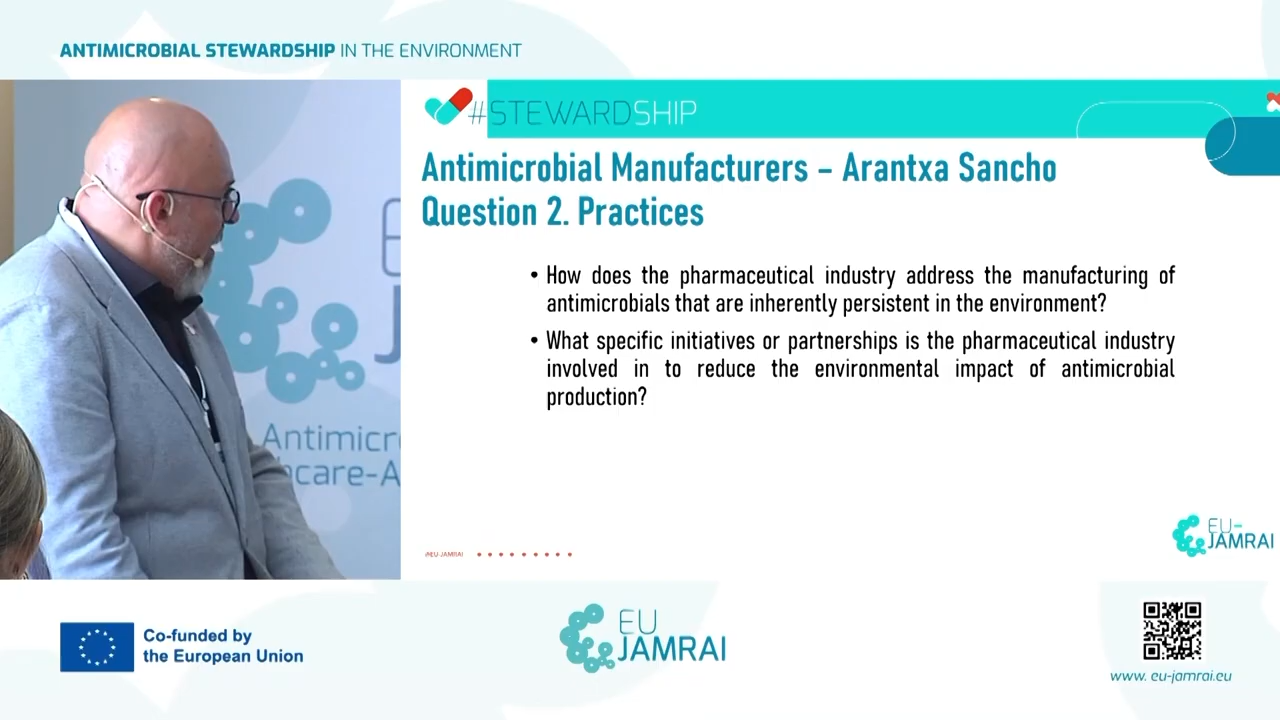 ANTIMICROBIAL STEWARDSHIP IN THE ENVIRONMENT
#STEWARDSHIP
Antimicrobial Manufacturers – Arantxa Sancho
Question 2. Practices
• How does the pharmaceutical industry address the manufacturing of
antimicrobials that are inherently persistent in the environment?
• What specific initiatives or partnerships is the pharmaceutical industry
involved in to reduce the environmental impact of antimicrobial
production?
#EU-JAMRAI
EU-
JAMRAI
Co-funded by
the European Union
EU
JAMRAI
www. eu-jamrai.eu